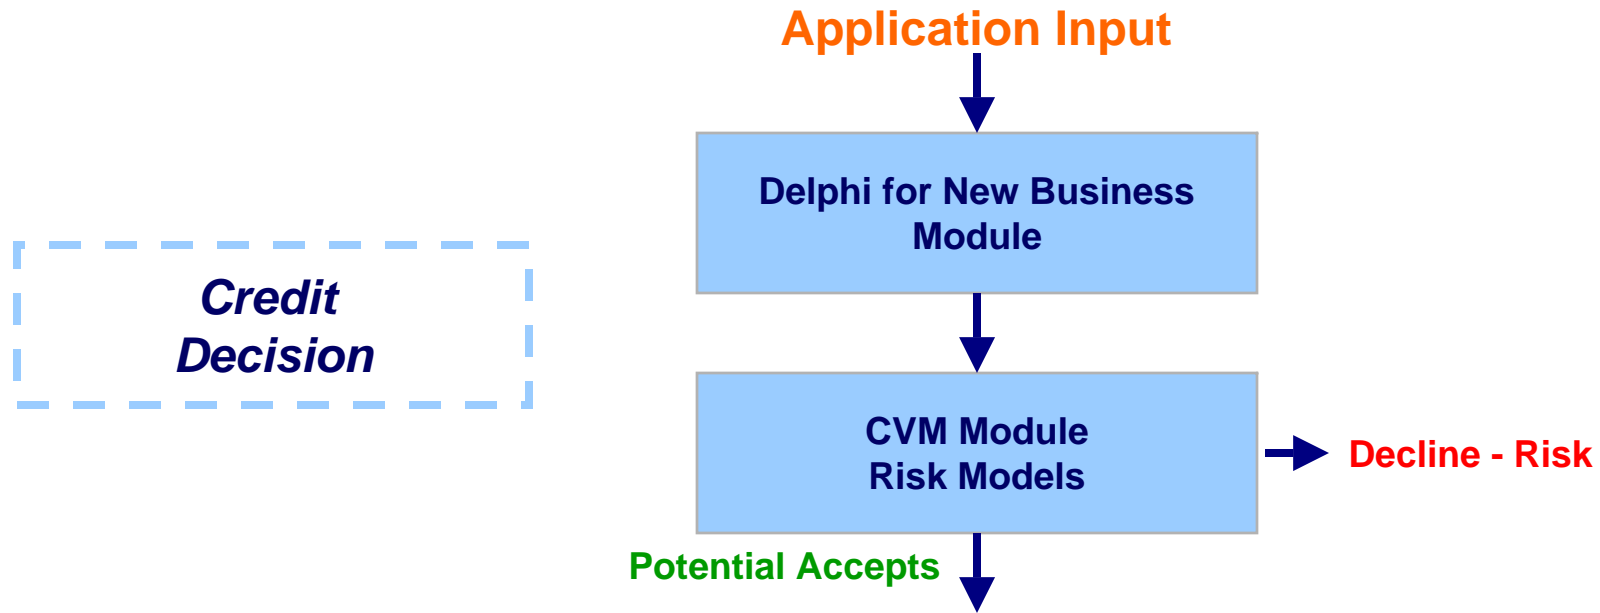 Application Input
Delphi for New Business
Module
Credit
Decision
CVM Module
Risk Models
Decline - Risk
Potential Accepts